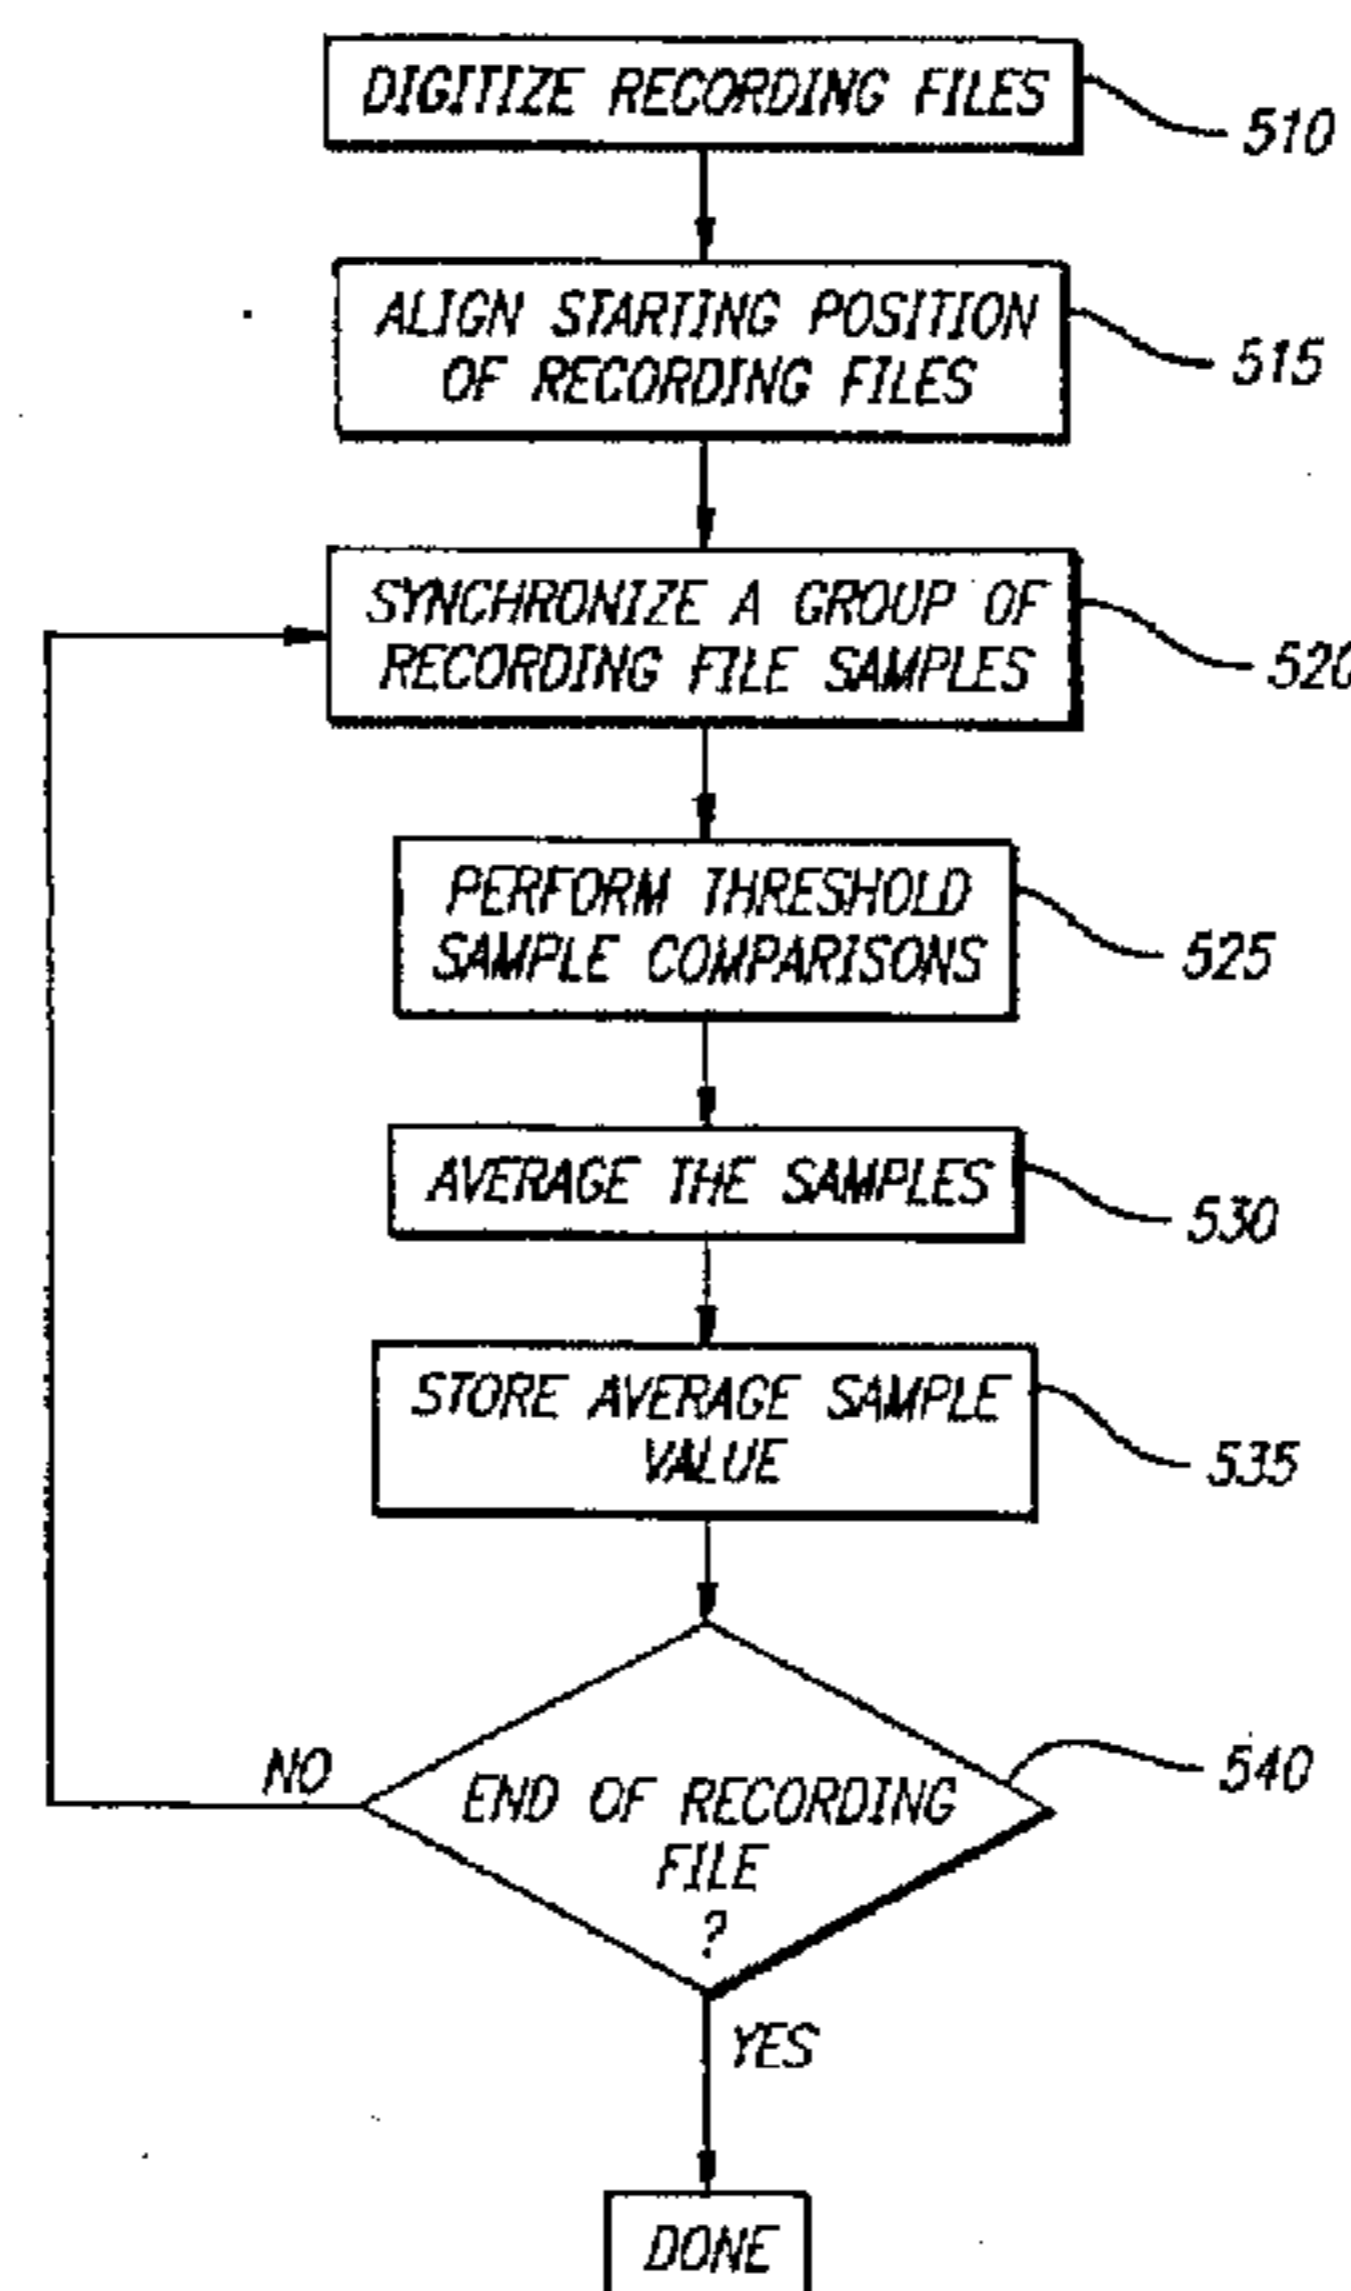 DIGITIZE RECORDING FILES
510
ALIGN STARTING POSITION
OF RECORDING FILES
515
SYNCHRONIZE A GROUP OF
RECORDING FILE SAMPLES
520
PERFORM THRESHOLD
SAMPLE COMPARISONS
525
AVERAGE THE SAMPLES
530
STORE AVERAGE SAMPLE
VALUE
535
END OF RECORDING
FILE
?
540
NO
YES
DONE